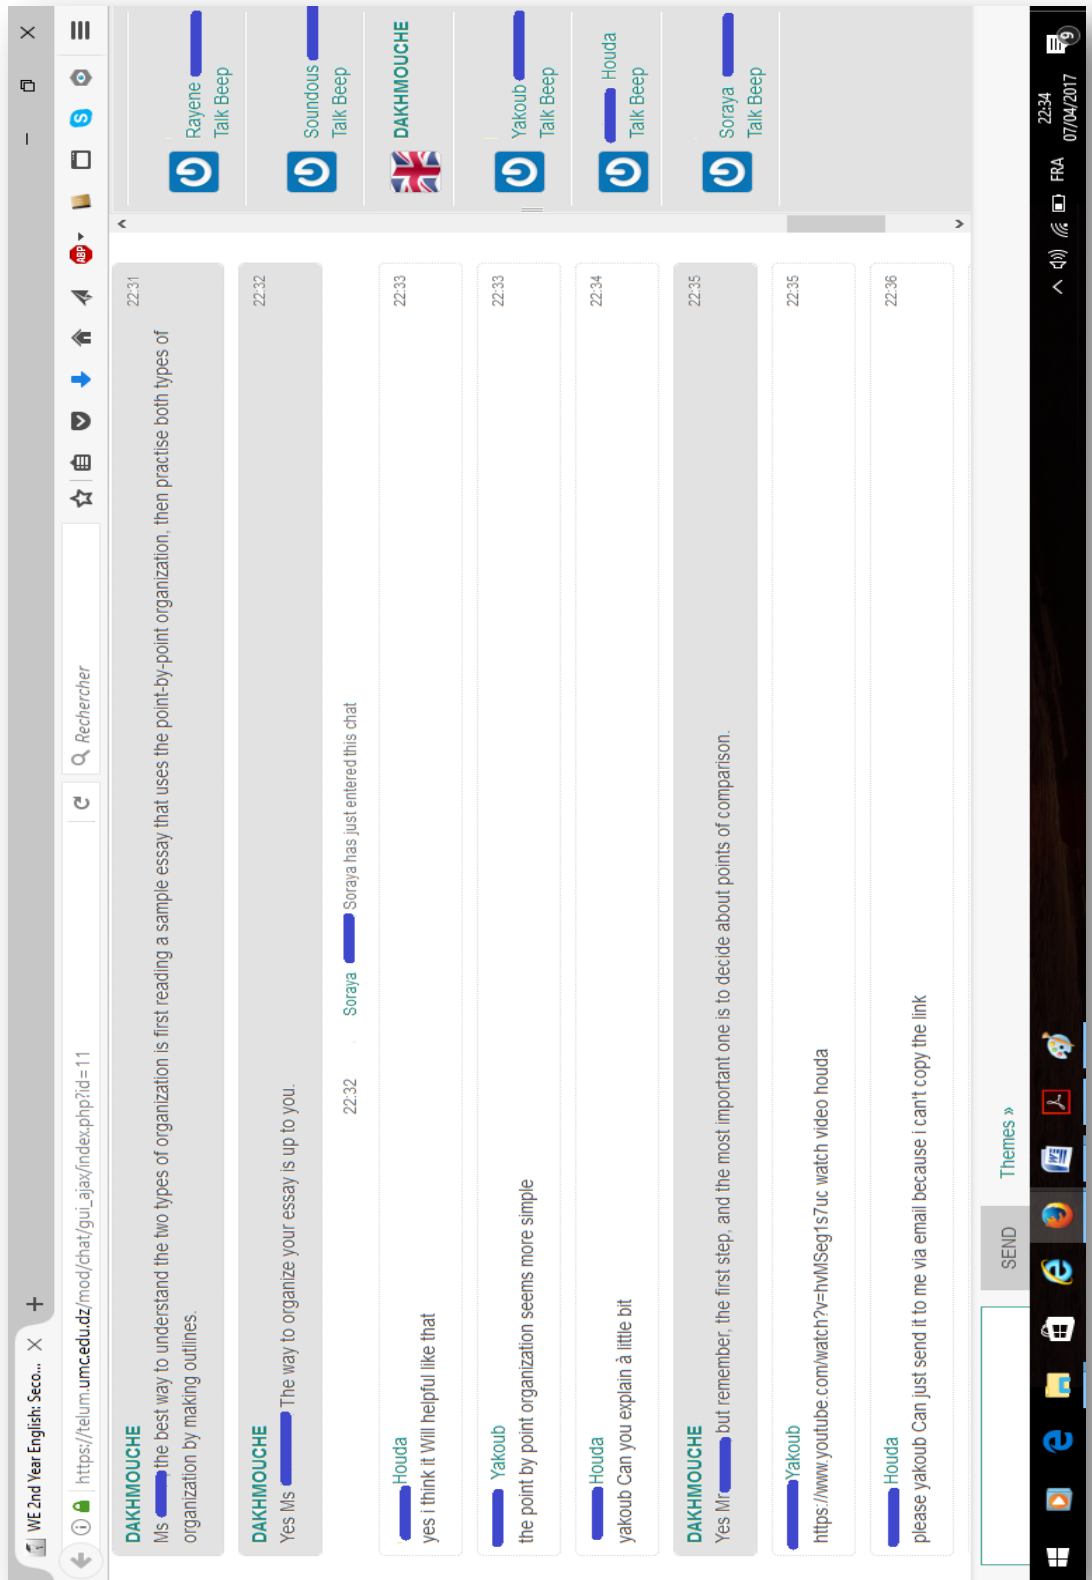 WE 2nd Year English: Seco...
https://telum.umc.edu.dz/mod/chat/gui_ajax/index.php?id=11
Rechercher
ABP
DAKHMOUCHE
22:31
Ms the best way to understand the two types of organization is first reading a sample essay that uses the point-by-point organization, then practise both types of
organization by making outlines.
DAKHMOUCHE
22:32
Yes Ms The way to organize your essay is up to you.
22:32 Soraya Soraya has just entered this chat
Houda
22:33
yes i think it Will helpful like that
Yakoub
22:33
the point by point organization seems more simple
Houda
22:34
yakoub Can you explain à little bit
DAKHMOUCHE
22:35
Yes Mr but remember, the first step, and the most important one is to decide about points of comparison.
Yakoub
22:35
https://www.youtube.com/watch?v=hvMSeg1s7uc watch video houda
Houda
22:36
please yakoub Can just send it to me via email because i can't copy the link
Rayene
Talk Beep
Soundous
Talk Beep
DAKHMOUCHE
Yakoub
Talk Beep
Houda
Talk Beep
Soraya
Talk Beep
SEND
Themes »
FRA
22:34
07/04/2017
9